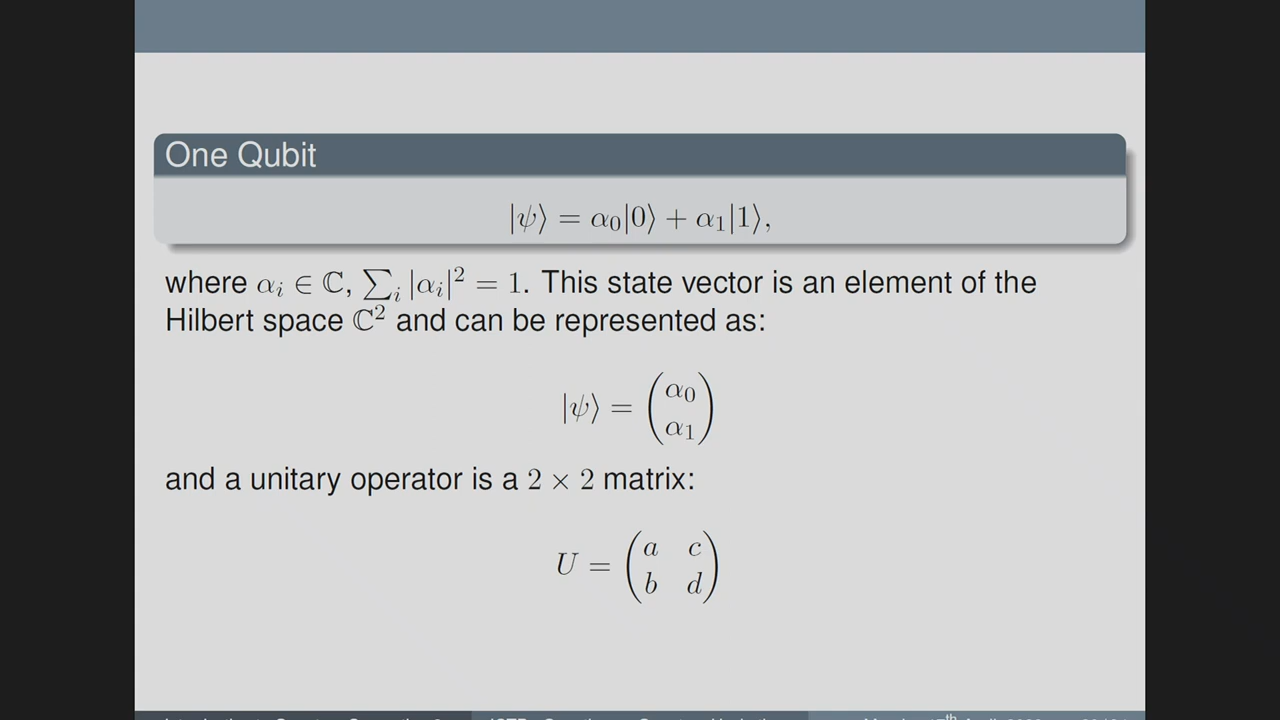 One Qubit
|ψ⟩ = α₀|0⟩ + α₁|1⟩,
where αᵢ ∈ ℂ, ∑ᵢ |αᵢ|² = 1. This state vector is an element of the
Hilbert space ℂ² and can be represented as:
|ψ⟩ = (α₀
α₁)
and a unitary operator is a 2 × 2 matrix:
U = (a c
b d)